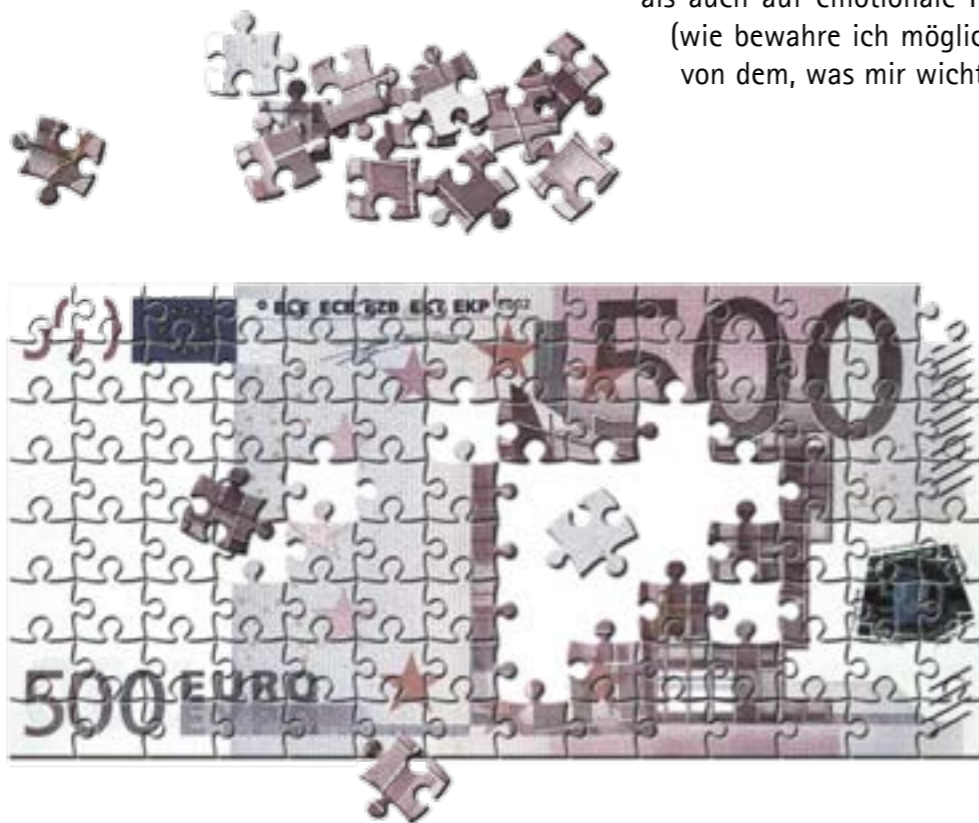 als auch auf emotionale
(wie bewahre ich möglic
von dem, was mir wicht
© BCE ECB EZB EKT EKP 2002
500
500 EURO